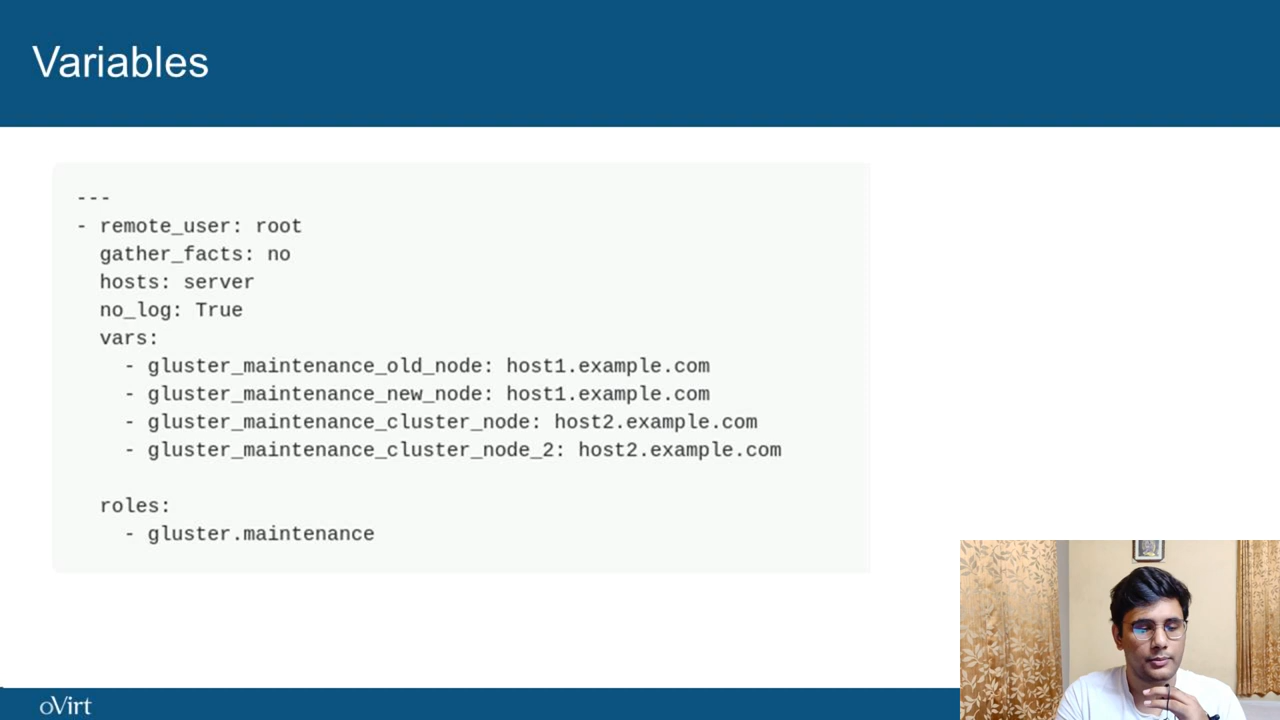 Variables
---
- remote_user: root
  gather_facts: no
  hosts: server
  no_log: True
  vars:
    - gluster_maintenance_old_node: host1.example.com
    - gluster_maintenance_new_node: host1.example.com
    - gluster_maintenance_cluster_node: host2.example.com
    - gluster_maintenance_cluster_node_2: host2.example.com
  roles:
    - gluster.maintenance
oVirt